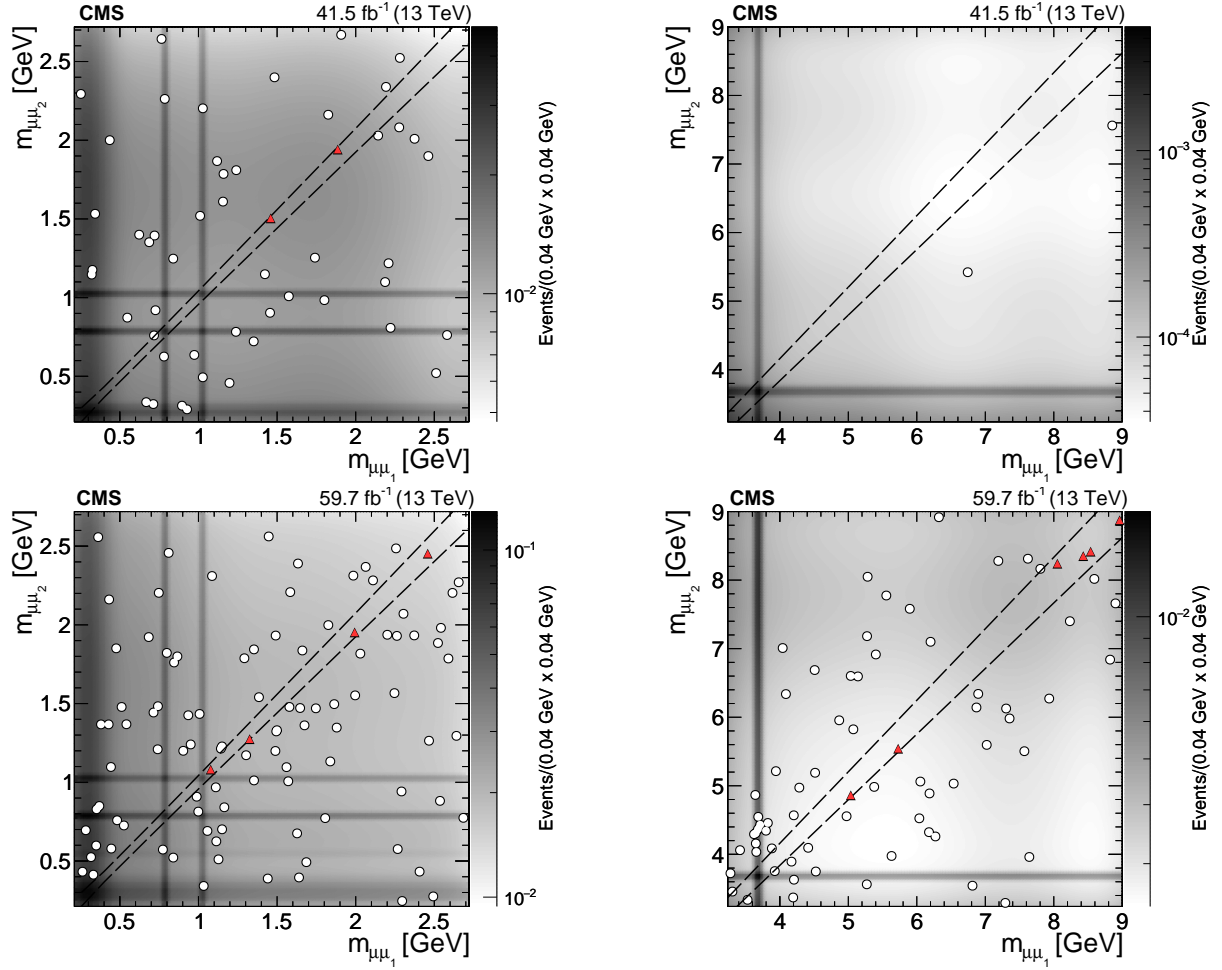 CMS 41.5 fb⁻¹ (13 TeV)
m_μμ₂ [GeV]
2.5
2
1.5
1
0.5
0.5 1 1.5 2 2.5
m_μμ₁ [GeV]
10⁻²
Events/(0.04 GeV x 0.04 GeV)
CMS 41.5 fb⁻¹ (13 TeV)
m_μμ₂ [GeV]
9
8
7
6
5
4
4 5 6 7 8 9
m_μμ₁ [GeV]
10⁻³
10⁻⁴
Events/(0.04 GeV x 0.04 GeV)
CMS 59.7 fb⁻¹ (13 TeV)
m_μμ₂ [GeV]
2.5
2
1.5
1
0.5
0.5 1 1.5 2 2.5
m_μμ₁ [GeV]
10⁻¹
10⁻²
Events/(0.04 GeV x 0.04 GeV)
CMS 59.7 fb⁻¹ (13 TeV)
m_μμ₂ [GeV]
9
8
7
6
5
4
4 5 6 7 8 9
m_μμ₁ [GeV]
10⁻²
Events/(0.04 GeV x 0.04 GeV)